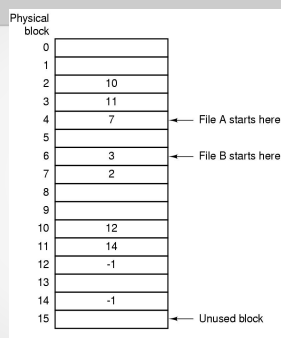 Physical
block
0
1
2 10
3 11
4 7 File A starts here
5
6 3 File B starts here
7 2
8
9
10 12
11 14
12 -1
13
14 -1
15 Unused block